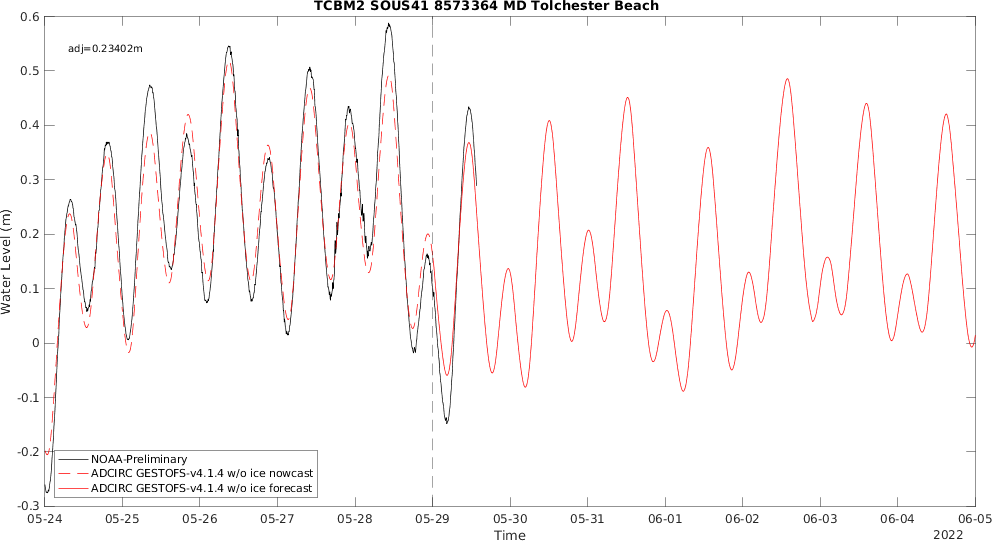 TCBM2 SOUS41 8573364 MD Tolchester Beach
adj=0.23402m
Water Level (m)
0.6
0.5
0.4
0.3
0.2
0.1
0
-0.1
-0.2
-0.3
NOAA-Preliminary
ADCIRC GESTOFS-v4.1.4 w/o ice nowcast
ADCIRC GESTOFS-v4.1.4 w/o ice forecast
05-24 05-25 05-26 05-27 05-28 05-29 05-30 05-31 06-01 06-02 06-03 06-04 06-05
Time
2022